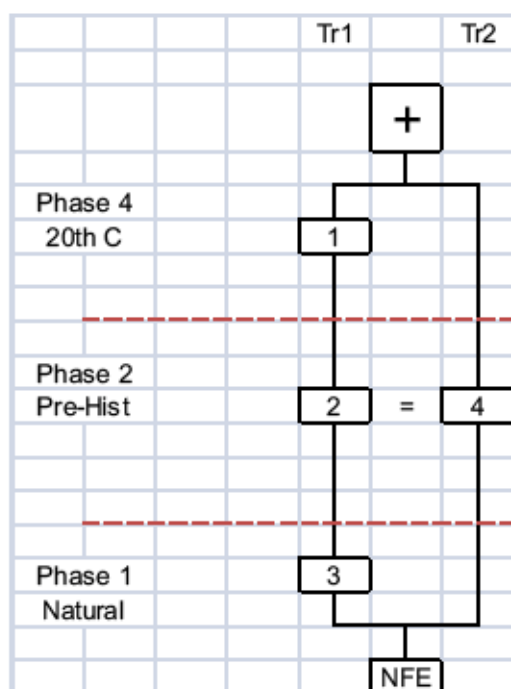 Tr1 Tr2
+
Phase 4
20th C
1
Phase 2
Pre-Hist
2 = 4
Phase 1
Natural
3
NFE